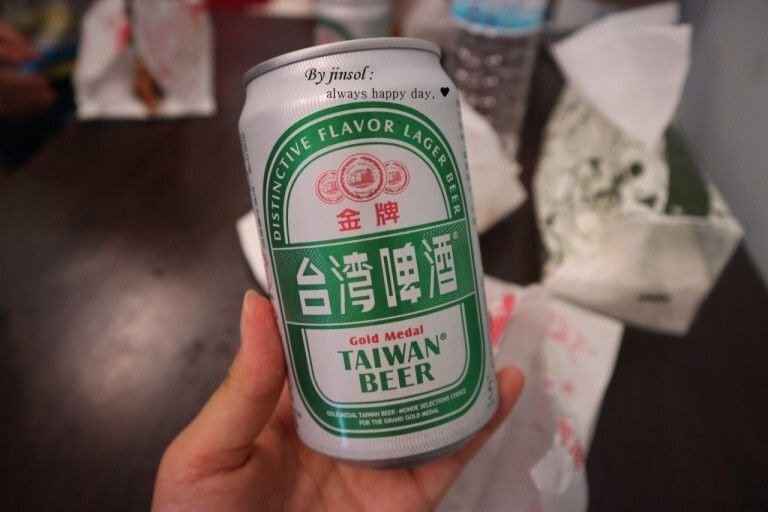 By jinsol :
always happy day. ♥
DISTINCTIVE FLAVOR LAGER BEER
金牌
台湾啤酒®
Gold Medal
TAIWAN®
BEER
GOLD MEDAL TAIWAN BEER - MONDE SELECTIONS CHOICE
FOR THE GRAND GOLD MEDAL